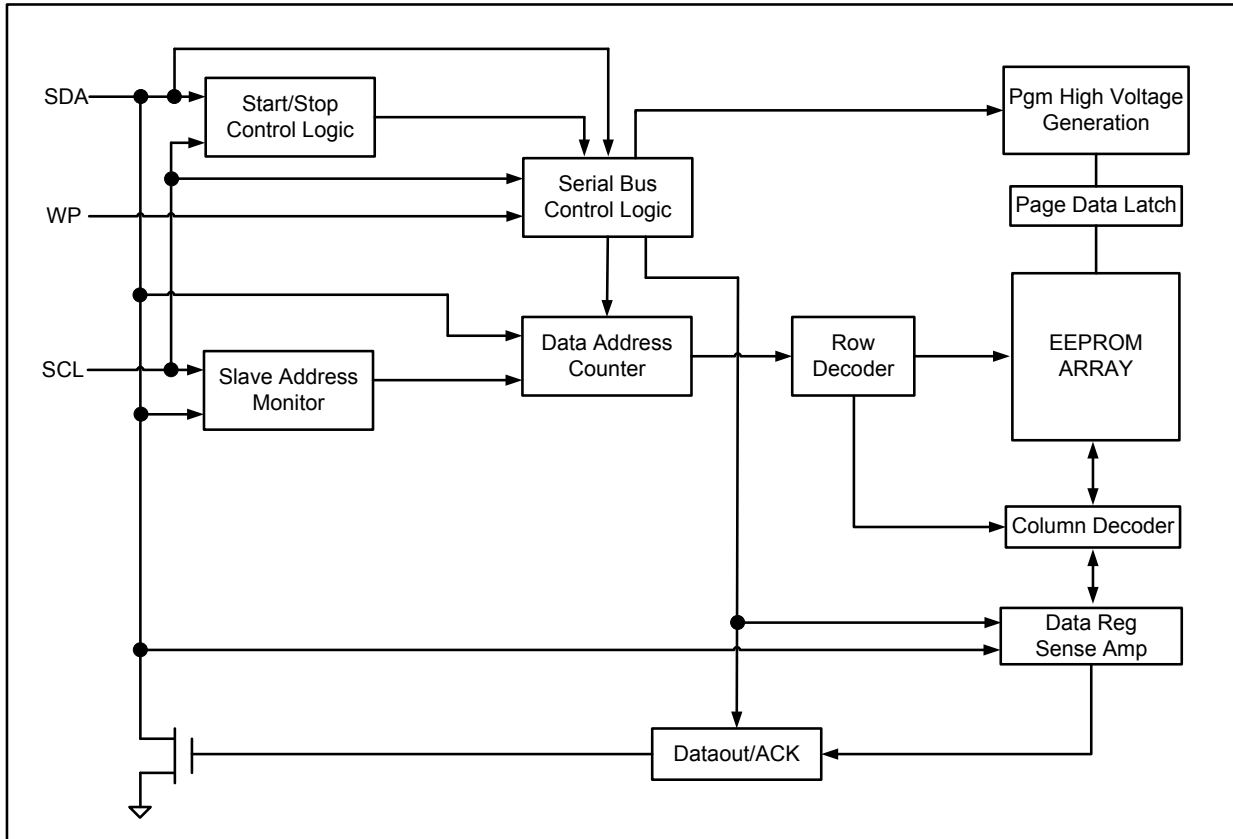 SDA
Start/Stop
Control Logic
Pgm High Voltage
Generation
Serial Bus
Control Logic
WP
Page Data Latch
SCL
Slave Address
Monitor
Data Address
Counter
Row
Decoder
EEPROM
ARRAY
Column Decoder
Data Reg
Sense Amp
Dataout/ACK